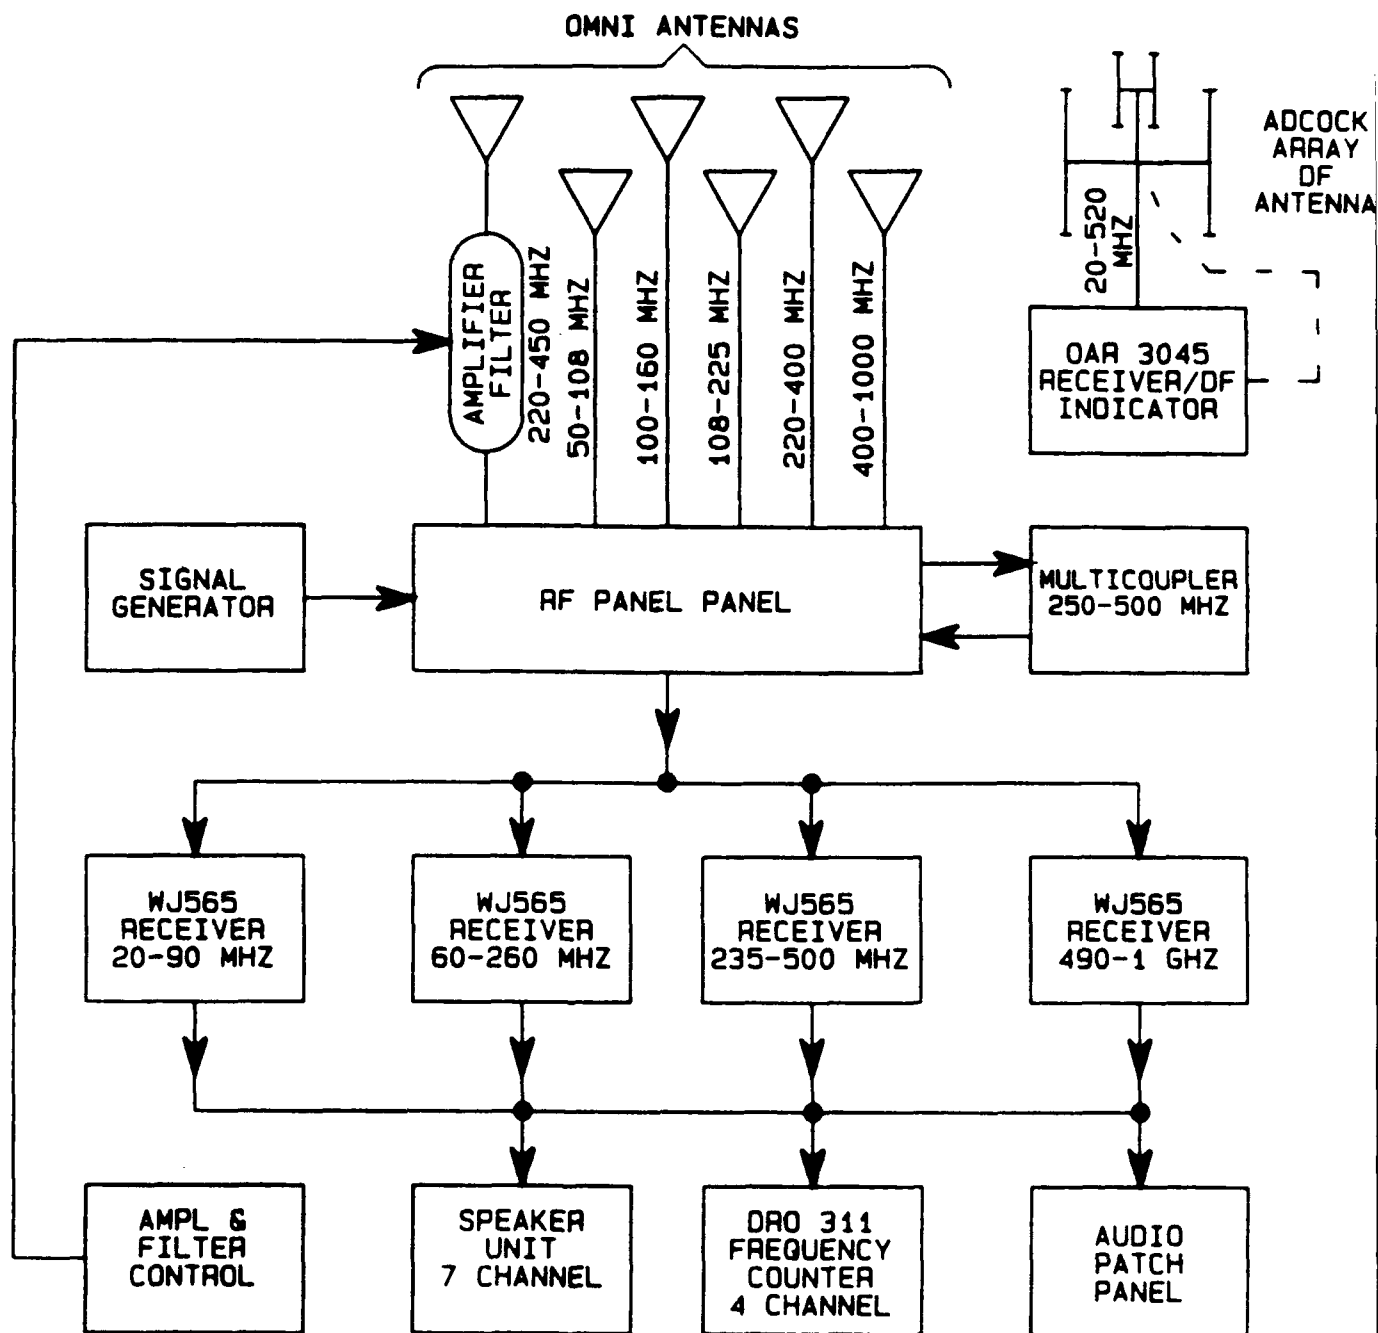 OMNI ANTENNAS
ADCOCK
ARRAY
DF
ANTENNA
20-520
MHZ
AMPLIFIER
FILTER
220-450 MHZ
50-108 MHZ
100-160 MHZ
108-225 MHZ
220-400 MHZ
400-1000 MHZ
OAR 3045
RECEIVER/DF
INDICATOR
SIGNAL
GENERATOR
RF PANEL PANEL
MULTICOUPLER
250-500 MHZ
WJ565
RECEIVER
20-90 MHZ
WJ565
RECEIVER
60-260 MHZ
WJ565
RECEIVER
235-500 MHZ
WJ565
RECEIVER
490-1 GHZ
AMPL &
FILTER
CONTROL
SPEAKER
UNIT
7 CHANNEL
DRO 311
FREQUENCY
COUNTER
4 CHANNEL
AUDIO
PATCH
PANEL